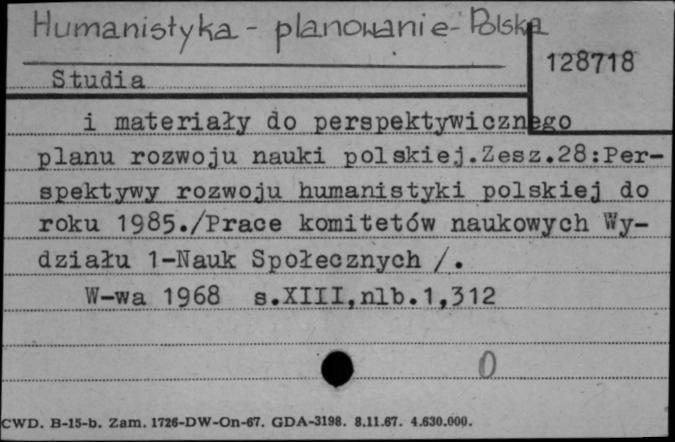 Humanistyka - planowanie - Polska
128718
Studia
i materiały do perspektywicznego
planu rozwoju nauki polskiej.Zesz.28:Per-
spektywy rozwoju humanistyki polskiej do
roku 1985./Prace komitetów naukowych Wy-
działu 1-Nauk Społecznych /.
W-wa 1968 s.XIII,nlb.1,312
0
CWD. B-15-b. Zam. 1726-DW-On-67. GDA-3198. 8.11.67. 4.630.000.